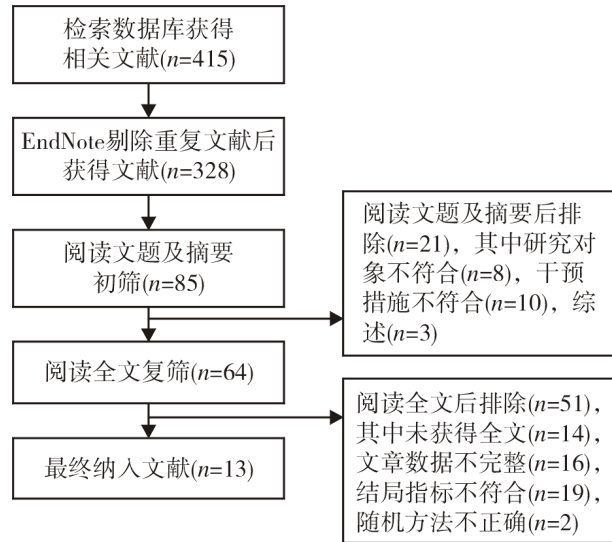 检索数据库获得
相关文献(n=415)
EndNote剔除重复文献后
获得文献(n=328)
阅读文题及摘要
初筛(n=85)
阅读文题及摘要后排
除(n=21)，其中研究对
象不符合(n=8)，干预
措施不符合(n=10)，综
述(n=3)
阅读全文复筛(n=64)
阅读全文后排除(n=51)，
其中未获得全文(n=14)，
文章数据不完整(n=16)，
结局指标不符合(n=19)，
随机方法不正确(n=2)
最终纳入文献(n=13)